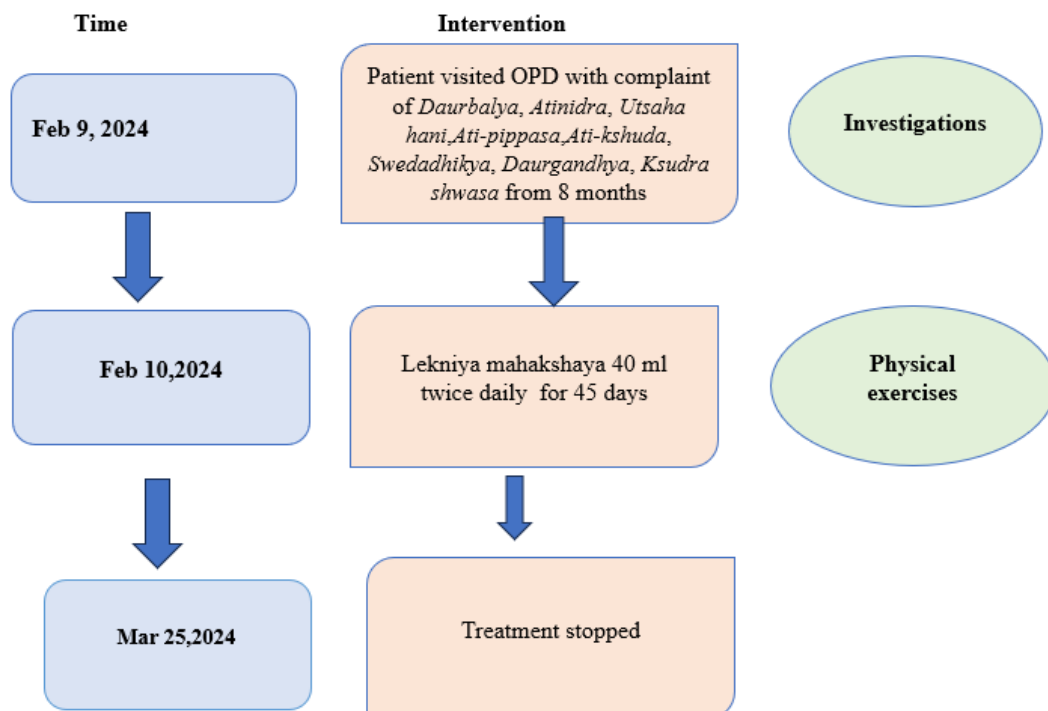 Time
Intervention
Feb 9, 2024
Patient visited OPD with complaint
of Daurbalya, Atinidra, Utsaha
hani,Ati-pippasa,Ati-kshuda,
Swedadhikya, Daurgandhya, Ksudra
shwasa from 8 months
Investigations
Feb 10,2024
Lekniya mahakshaya 40 ml
twice daily  for 45 days
Physical
exercises
Mar 25,2024
Treatment stopped